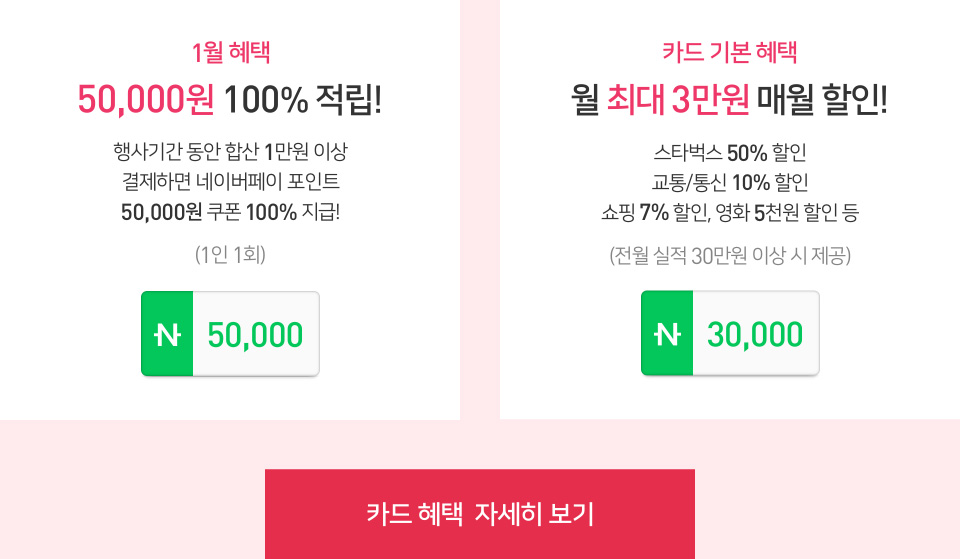 1월 혜택
50,000원 100% 적립!
행사기간 동안 합산 1만원 이상
결제하면 네이버페이 포인트
50,000원 쿠폰 100% 지급!
(1인 1회)
N 50,000
카드 기본 혜택
월 최대 3만원 매월 할인!
스타벅스 50% 할인
교통/통신 10% 할인
쇼핑 7% 할인, 영화 5천원 할인 등
(전월 실적 30만원 이상 시 제공)
N 30,000
카드 혜택 자세히 보기